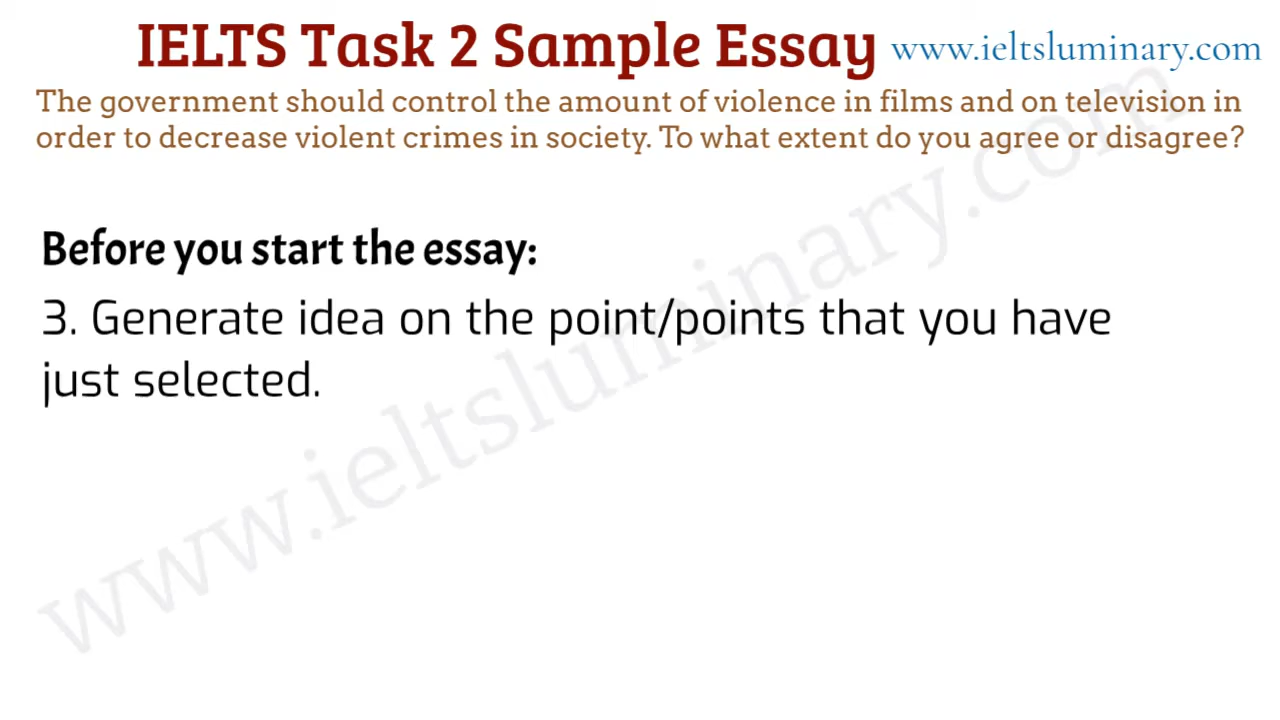 IELTS Task 2 Sample Essay www.ieltsluminary.com
The government should control the amount of violence in films and on television in
order to decrease violent crimes in society. To what extent do you agree or disagree?
Before you start the essay:
3. Generate idea on the point/points that you have
just selected.
www.ieltsluminary.com